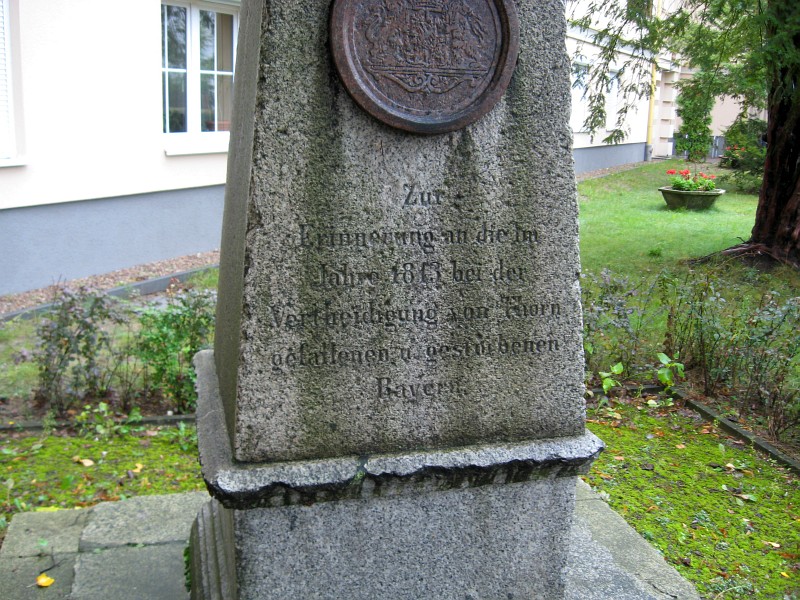 Zur
Erinnerung an die im
Jahre 1813 bei der
Vertheidigung von Thorn
gefallenen u. gestorbenen
Bayern.